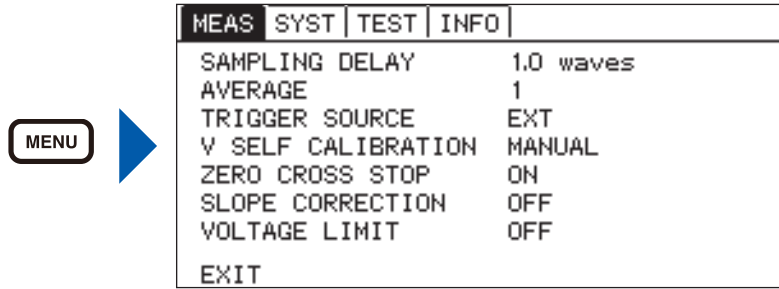 MEAS SYST TEST INFO
SAMPLING DELAY 1.0 waves
AVERAGE 1
TRIGGER SOURCE EXT
MENU
V SELF CALIBRATION MANUAL
ZERO CROSS STOP ON
SLOPE CORRECTION OFF
VOLTAGE LIMIT OFF
EXIT